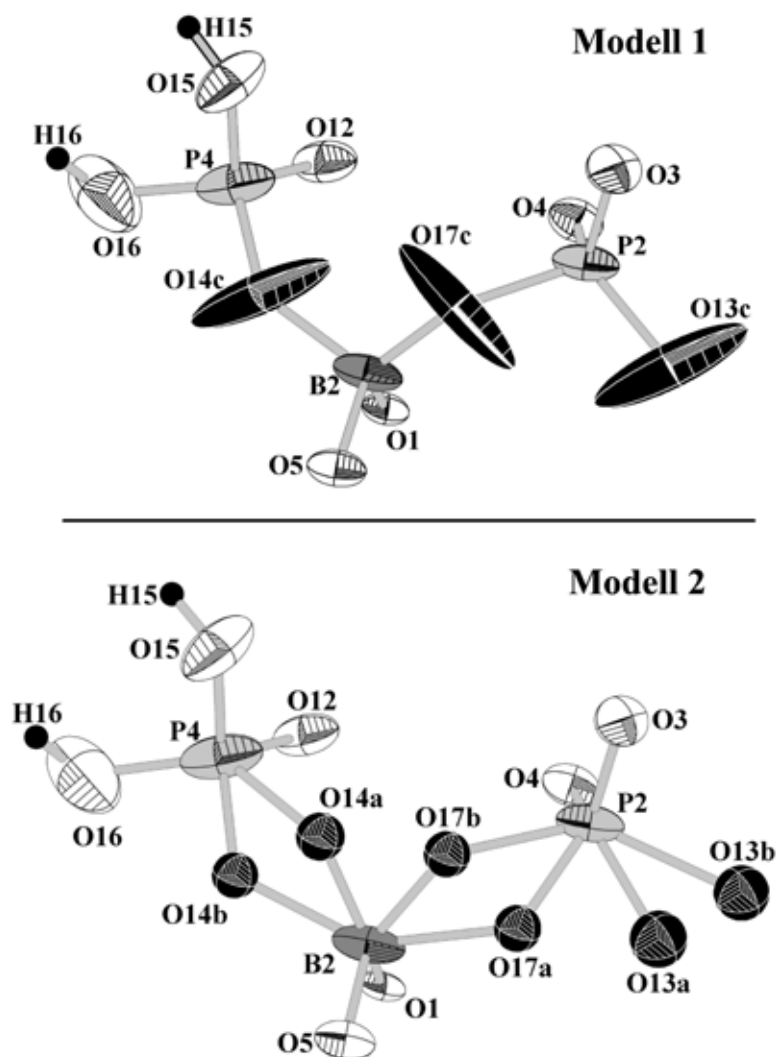 H15
Modell 1
O15
H16
P4
O12
O3
O4
O17c
O16
P2
O14c
O13c
B2
O1
O5
Modell 2
H15
O15
O12
H16
P4
O3
O4
O14a
O17b
P2
O16
O13b
O14b
B2
O17a
O13a
O1
O5